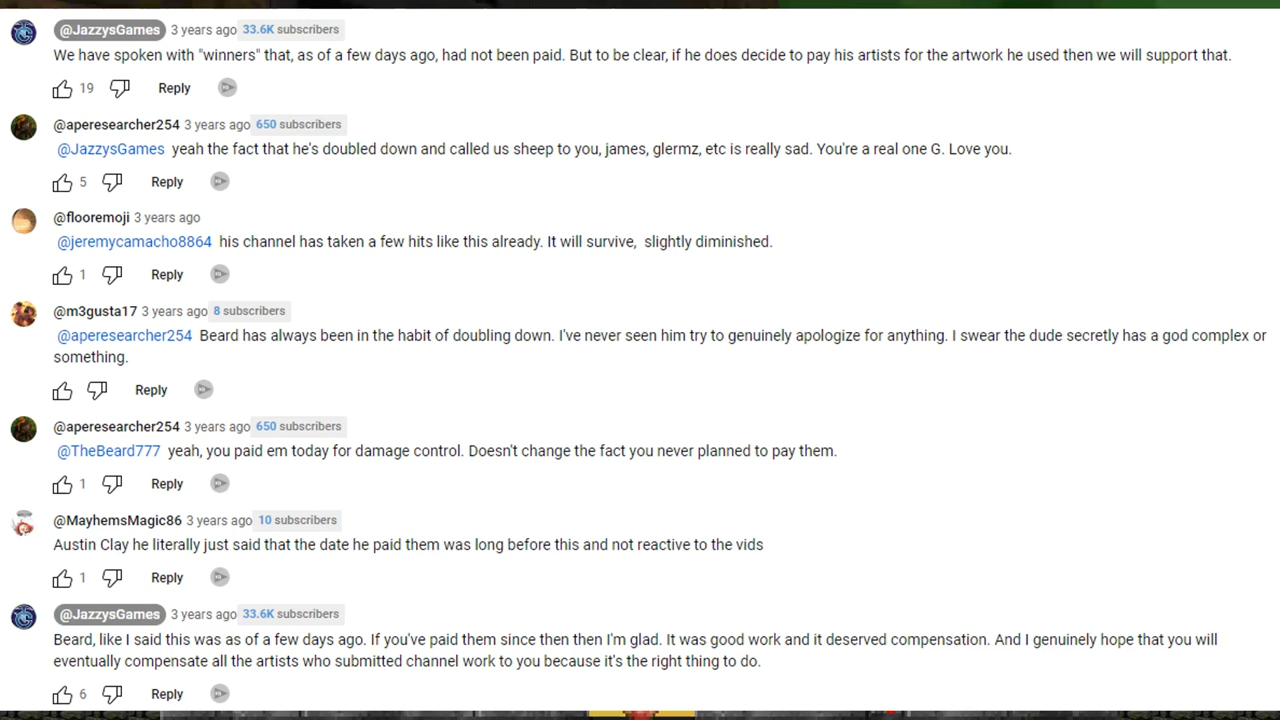 @JazzysGames 3 years ago 33.6K subscribers
We have spoken with "winners" that, as of a few days ago, had not been paid. But to be clear, if he does decide to pay his artists for the artwork he used then we will support that.
19 Reply
@aperesearcher254 3 years ago 650 subscribers
@JazzysGames yeah the fact that he's doubled down and called us sheep to you, james, glermz, etc is really sad. You're a real one G. Love you.
5 Reply
@flooremoji 3 years ago
@jeremycamacho8864 his channel has taken a few hits like this already. It will survive, slightly diminished.
1 Reply
@m3gusta17 3 years ago 8 subscribers
@aperesearcher254 Beard has always been in the habit of doubling down. I've never seen him try to genuinely apologize for anything. I swear the dude secretly has a god complex or
something.
Reply
@aperesearcher254 3 years ago 650 subscribers
@TheBeard777 yeah, you paid em today for damage control. Doesn't change the fact you never planned to pay them.
1 Reply
@MayhemsMagic86 3 years ago 10 subscribers
Austin Clay he literally just said that the date he paid them was long before this and not reactive to the vids
1 Reply
@JazzysGames 3 years ago 33.6K subscribers
Beard, like I said this was as of a few days ago. If you've paid them since then then I'm glad. It was good work and it deserved compensation. And I genuinely hope that you will
eventually compensate all the artists who submitted channel work to you because it's the right thing to do.
6 Reply